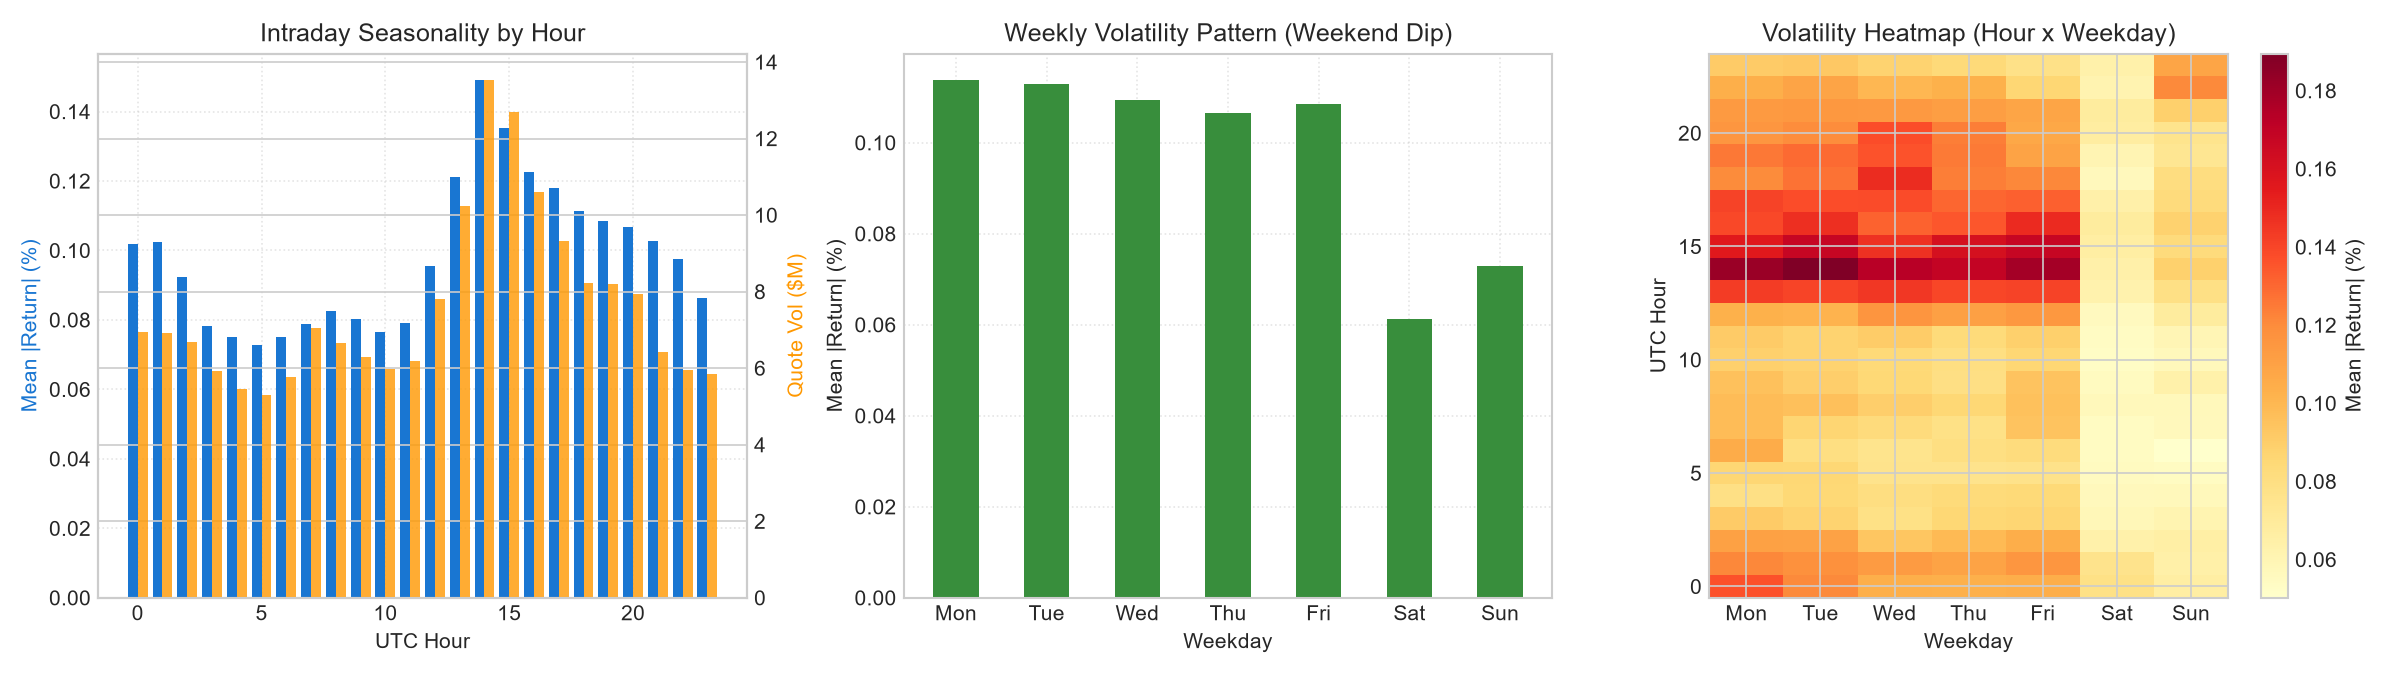 Intraday Seasonality by Hour
Mean |Return| (%)
0.14
0.12
0.10
0.08
0.06
0.04
0.02
0.00
0 5 10 15 20
UTC Hour
14
12
10
8
6
4
2
0
Quote Vol ($M)
Weekly Volatility Pattern (Weekend Dip)
Mean |Return| (%)
0.10
0.08
0.06
0.04
0.02
0.00
Mon Tue Wed Thu Fri Sat Sun
Weekday
Volatility Heatmap (Hour x Weekday)
UTC Hour
20
15
10
5
0
Mon Tue Wed Thu Fri Sat Sun
Weekday
0.18
0.16
0.14
0.12
0.10
0.08
0.06
Mean |Return| (%)